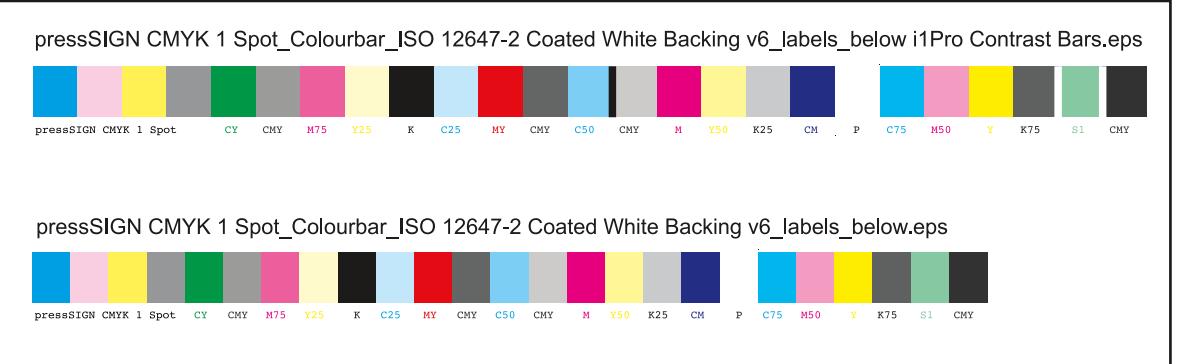 pressSIGN CMYK 1 Spot_Colourbar_ISO 12647-2 Coated White Backing v6_labels_below i1Pro Contrast Bars.eps
pressSIGN CMYK 1 Spot CY CMY M75 Y25 K C25 MY CMY C50 CMY M Y50 K25 CM P C75 M50 Y K75 S1 CMY
pressSIGN CMYK 1 Spot_Colourbar_ISO 12647-2 Coated White Backing v6_labels_below.eps
pressSIGN CMYK 1 Spot CY CMY M75 Y25 K C25 MY CMY C50 CMY M Y50 K25 CM P C75 M50 Y K75 S1 CMY